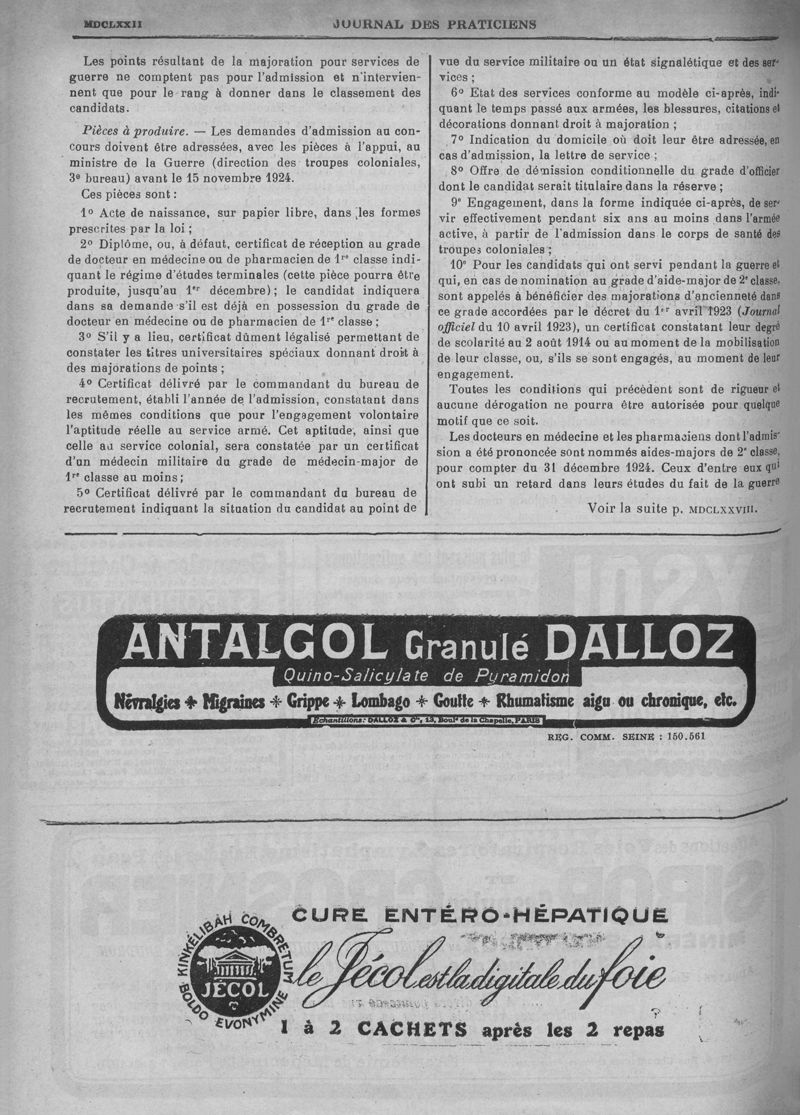 MDCLXXII
JOURNAL DES PRATICIENS
Les points résultant de la majoration pour services de
guerre ne comptent pas pour l'admission et n'intervien-
nent que pour le rang à donner dans le classement des
candidats.
Pièces à produire. — Les demandes d'admission au con-
cours doivent être adressées, avec les pièces à l'appui, au
ministre de la Guerre (direction des troupes coloniales,
3e bureau) avant le 15 novembre 1924.
Ces pièces sont :
1o Acte de naissance, sur papier libre, dans les formes
prescrites par la loi ;
2o Diplôme, ou, à défaut, certificat de réception au grade
de docteur en médecine ou de pharmacien de 1re classe indi-
quant le régime d'études terminales (cette pièce pourra être
produite, jusqu'au 1er décembre) ; le candidat indiquera
dans sa demande s'il est déjà en possession du grade de
docteur en médecine ou de pharmacien de 1re classe ;
3o S'il y a lieu, certificat dûment légalisé permettant de
constater les titres universitaires spéciaux donnant droit à
des majorations de points ;
4o Certificat délivré par le commandant du bureau de
recrutement, établi l'année de l'admission, constatant dans
les mêmes conditions que pour l'engagement volontaire
l'aptitude réelle au service armé. Cet aptitude, ainsi que
celle au service colonial, sera constatée par un certificat
d'un médecin militaire du grade de médecin-major de
1re classe au moins ;
5o Certificat délivré par le commandant du bureau de
recrutement indiquant la situation du candidat au point de
vue du service militaire ou un état signalétique et des ser-
vices ;
6o Etat des services conforme au modèle ci-après, indi-
quant le temps passé aux armées, les blessures, citations et
décorations donnant droit à majoration ;
7o Indication du domicile où doit leur être adressée, en
cas d'admission, la lettre de service ;
8o Offre de démission conditionnelle du grade d'officier
dont le candidat serait titulaire dans la réserve ;
9e Engagement, dans la forme indiquée ci-après, de ser-
vir effectivement pendant six ans au moins dans l'armée
active, à partir de l'admission dans le corps de santé des
troupes coloniales ;
10e Pour les candidats qui ont servi pendant la guerre et
qui, en cas de nomination au grade d'aide-major de 2e classe,
sont appelés à bénéficier des majorations d'ancienneté dans
ce grade accordées par le décret du 1er avril 1923 (Journal
officiel du 10 avril 1923), un certificat constatant leur degré
de scolarité au 2 août 1914 ou au moment de la mobilisation
de leur classe, ou, s'ils se sont engagés, au moment de leur
engagement.
Toutes les conditions qui précèdent sont de rigueur et
aucune dérogation ne pourra être autorisée pour quelque
motif que ce soit.
Les docteurs en médecine et les pharmaciens dont l'admis-
sion a été prononcée sont nommés aides-majors de 2e classe,
pour compter du 31 décembre 1924. Ceux d'entre eux qui
ont subi un retard dans leurs études du fait de la guerre
Voir la suite p. MDCLXXVIII.
ANTALGOL Granulé DALLOZ
Quino-Salicylate de Pyramidon
Névralgies ✱ Migraines ✱ Grippe ✱ Lombago ✱ Goutte ✱ Rhumatisme aigu ou chronique, etc.
Echantillons : DALLOZ & Cie, 13, Bould de la Chapelle, PARIS
REG. COMM. SEINE : 150.561
CURE ENTÉRO-HÉPATIQUE
KINKÉLIBAH COMBRETUM
BOLDO EVONYMINE
JÉCOL
le Jécol est la digitale du foie
1 à 2 CACHETS après les 2 repas